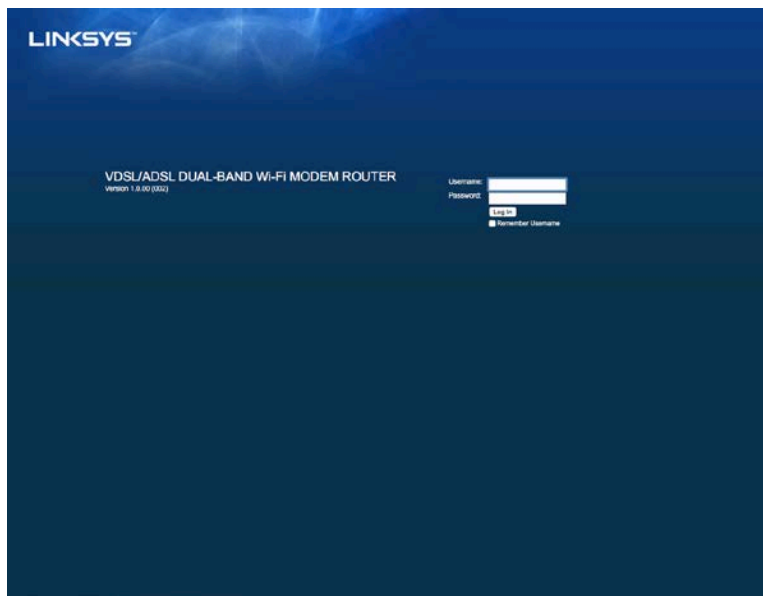 LINKSYS
VDSL/ADSL DUAL-BAND Wi-Fi MODEM ROUTER
Version 1.0.00 (002)
Username:
Password:
Log In
Remember Username